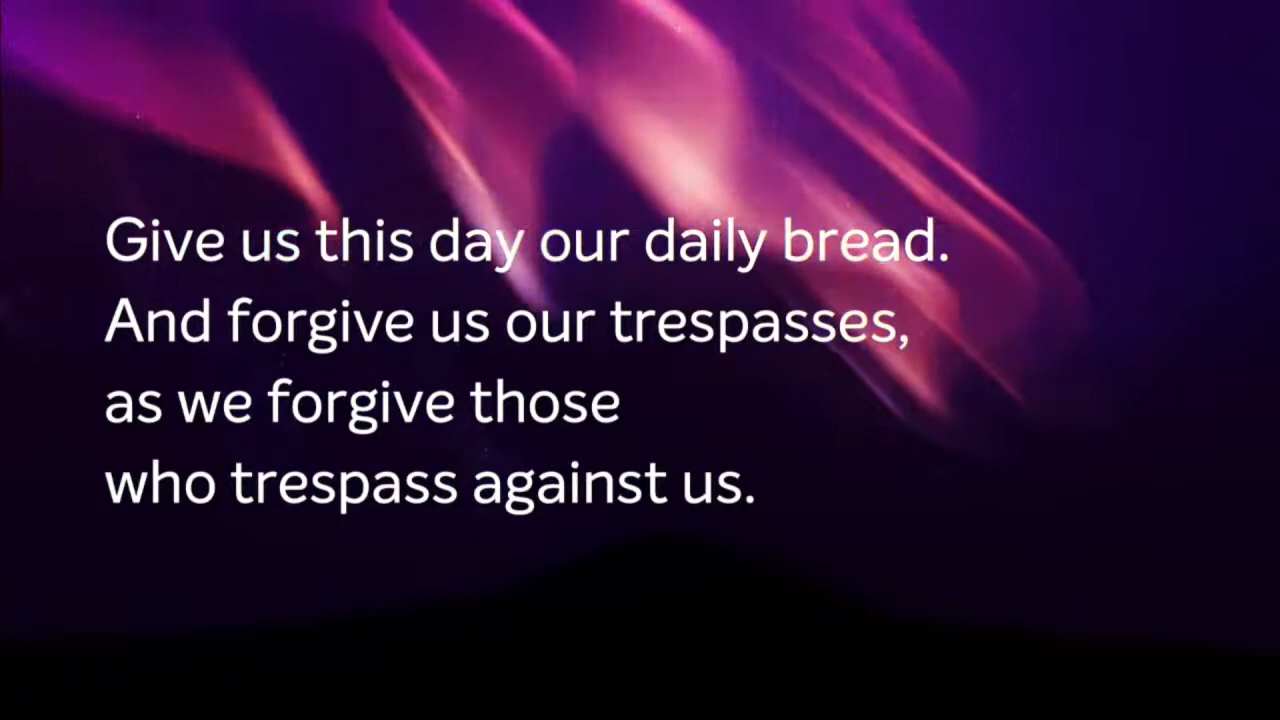 Give us this day our daily bread.
And forgive us our trespasses,
as we forgive those
who trespass against us.